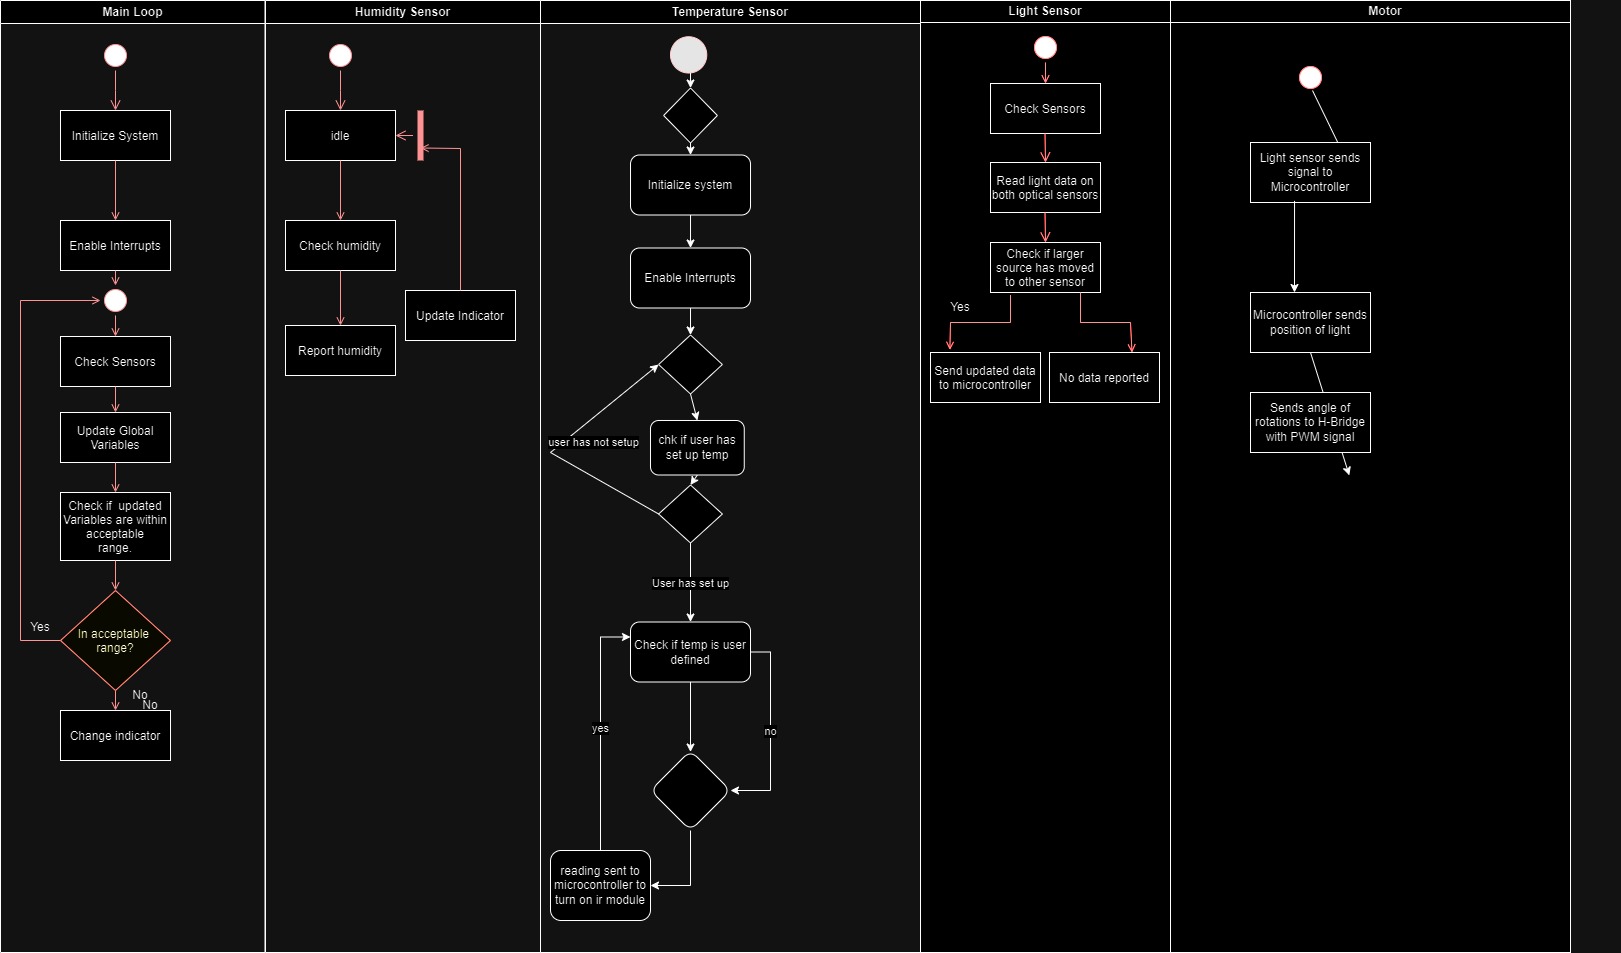 Main Loop
Initialize System
Enable Interrupts
Check Sensors
Update Global
Variables
Check if  updated
Variables are within
acceptable
range.
In acceptable
range?
Yes
No
No
Change indicator
Humidity Sensor
idle
Check humidity
Update Indicator
Report humidity
Temperature Sensor
Initialize system
Enable Interrupts
chk if user has
set up temp
user has not setup
User has set up
Check if temp is user
defined
yes
no
reading sent to
microcontroller to
turn on ir module
Light Sensor
Check Sensors
Read light data on
both optical sensors
Check if larger
source has moved
to other sensor
Yes
Send updated data
to microcontroller
No data reported
Motor
Light sensor sends
signal to
Microcontroller
Microcontroller sends
position of light
Sends angle of
rotations to H-Bridge
with PWM signal